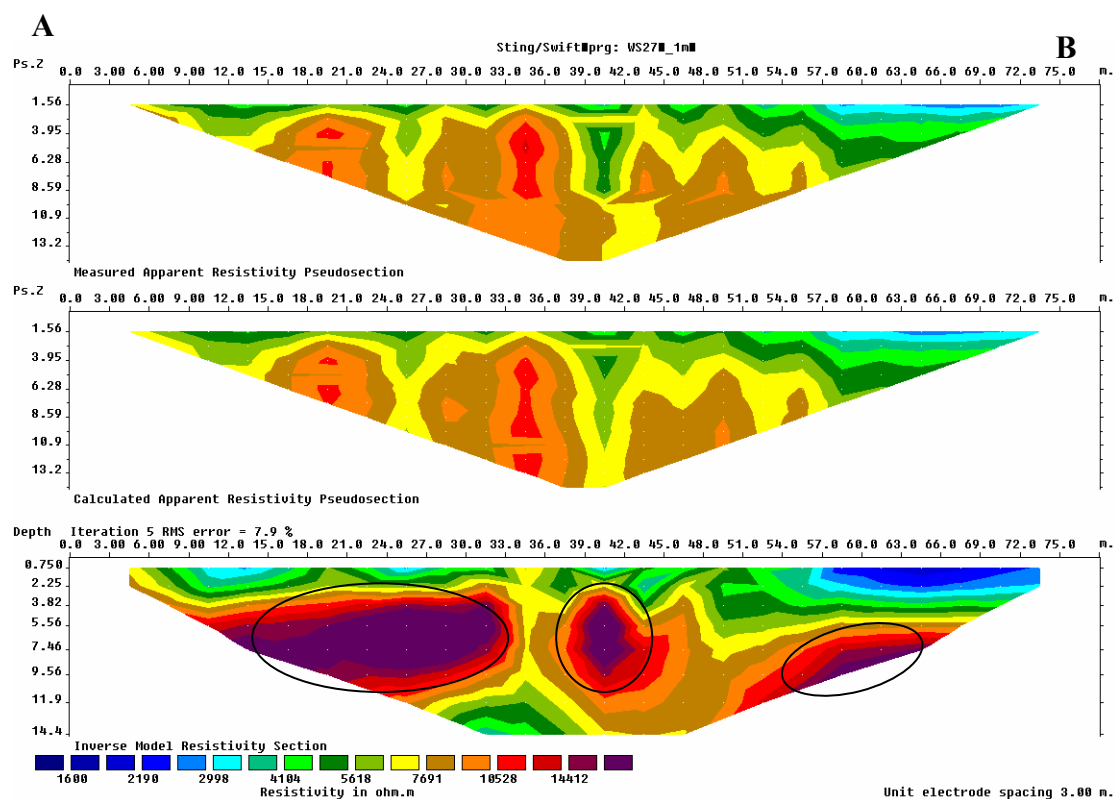 A
B
Sting/Swift■prg: WS27■_1m■
Ps.Z 0.0 3.00 6.00 9.00 12.0 15.0 18.0 21.0 24.0 27.0 30.0 33.0 36.0 39.0 42.0 45.0 48.0 51.0 54.0 57.0 60.0 63.0 66.0 69.0 72.0 75.0 m.
1.56
3.95
6.28
8.59
10.9
13.2
Measured Apparent Resistivity Pseudosection
Ps.Z 0.0 3.00 6.00 9.00 12.0 15.0 18.0 21.0 24.0 27.0 30.0 33.0 36.0 39.0 42.0 45.0 48.0 51.0 54.0 57.0 60.0 63.0 66.0 69.0 72.0 75.0 m.
1.56
3.95
6.28
8.59
10.9
13.2
Calculated Apparent Resistivity Pseudosection
Depth Iteration 5 RMS error = 7.9 %
0.0 3.00 6.00 9.00 12.0 15.0 18.0 21.0 24.0 27.0 30.0 33.0 36.0 39.0 42.0 45.0 48.0 51.0 54.0 57.0 60.0 63.0 66.0 69.0 72.0 75.0 m.
0.750
2.25
3.82
5.56
7.46
9.56
11.9
14.4
Inverse Model Resistivity Section
1600 2190 2998 4104 5618 7691 10528 14412
Resistivity in ohm.m
Unit electrode spacing 3.00 m.